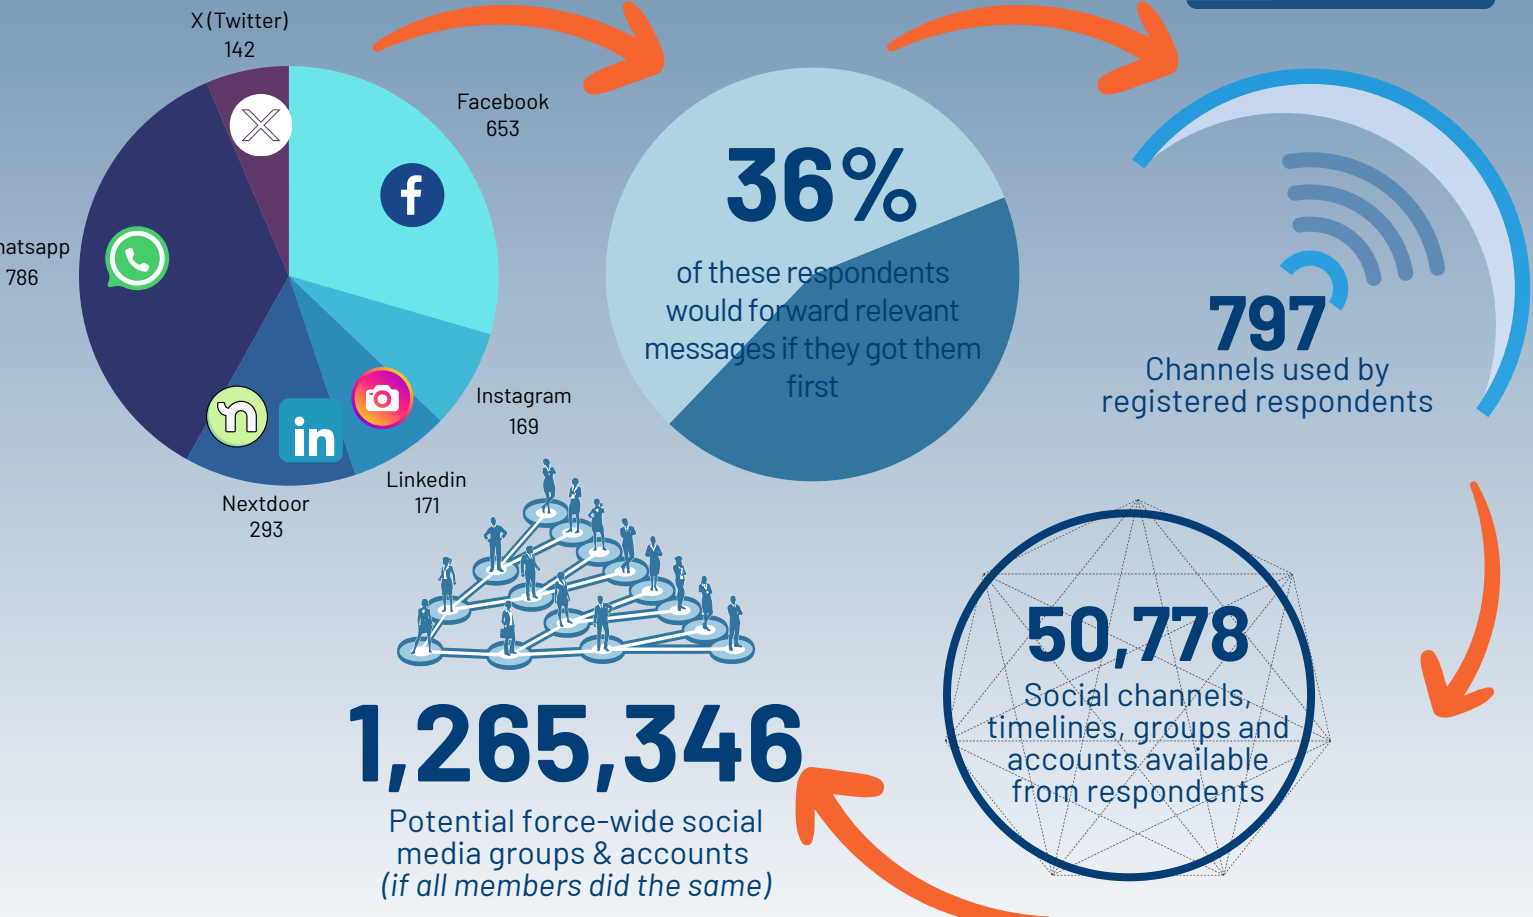 X (Twitter)
142
Facebook
653
hatsapp
786
Instagram
169
Linkedin
171
Nextdoor
293
in
36%
of these respondents
would forward relevant
messages if they got them
first
797
Channels used by
registered respondents
50,778
Social channels,
timelines, groups and
accounts available
from respondents
1,265,346
Potential force-wide social
media groups & accounts
(if all members did the same)